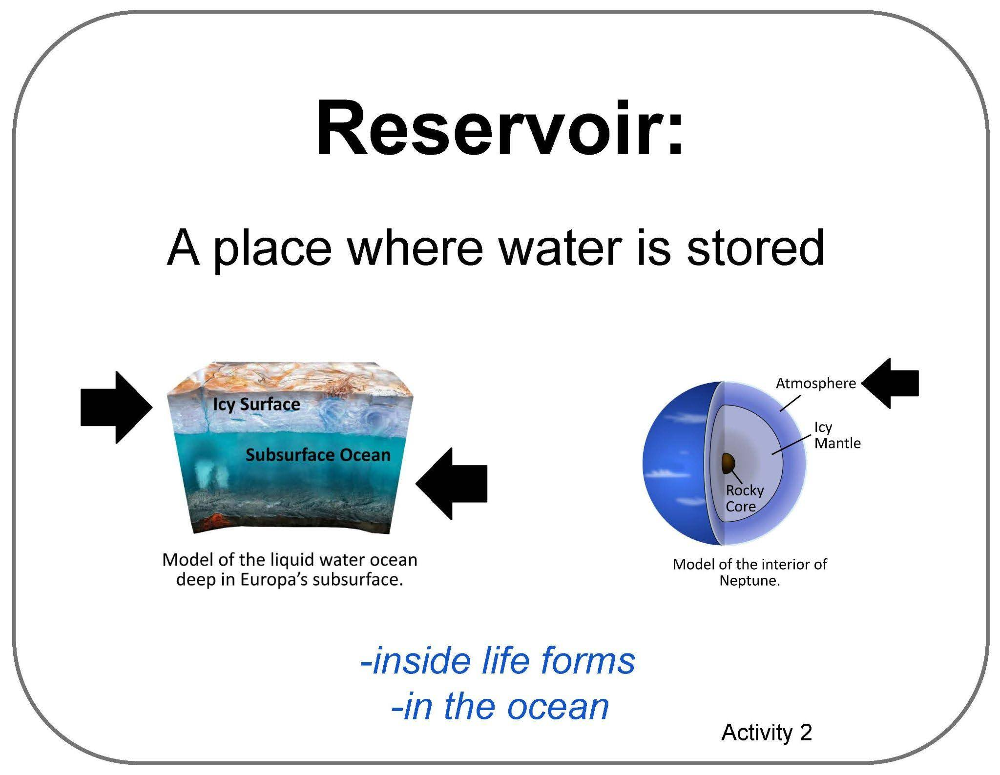 Reservoir:
A place where water is stored
Icy Surface
Subsurface Ocean
Model of the liquid water ocean
deep in Europa’s subsurface.
Atmosphere
Icy
Mantle
Rocky
Core
Model of the interior of
Neptune.
-inside life forms
-in the ocean
Activity 2